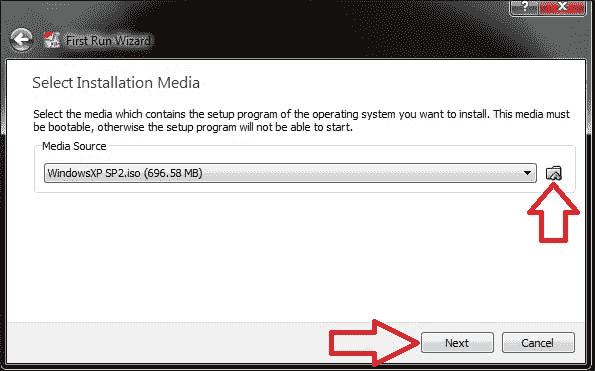 First Run Wizard
Select Installation Media
Select the media which contains the setup program of the operating system you want to install. This media must
be bootable, otherwise the setup program will not be able to start.
Media Source
WindowsXP SP2.iso (696.58 MB)
Next
Cancel